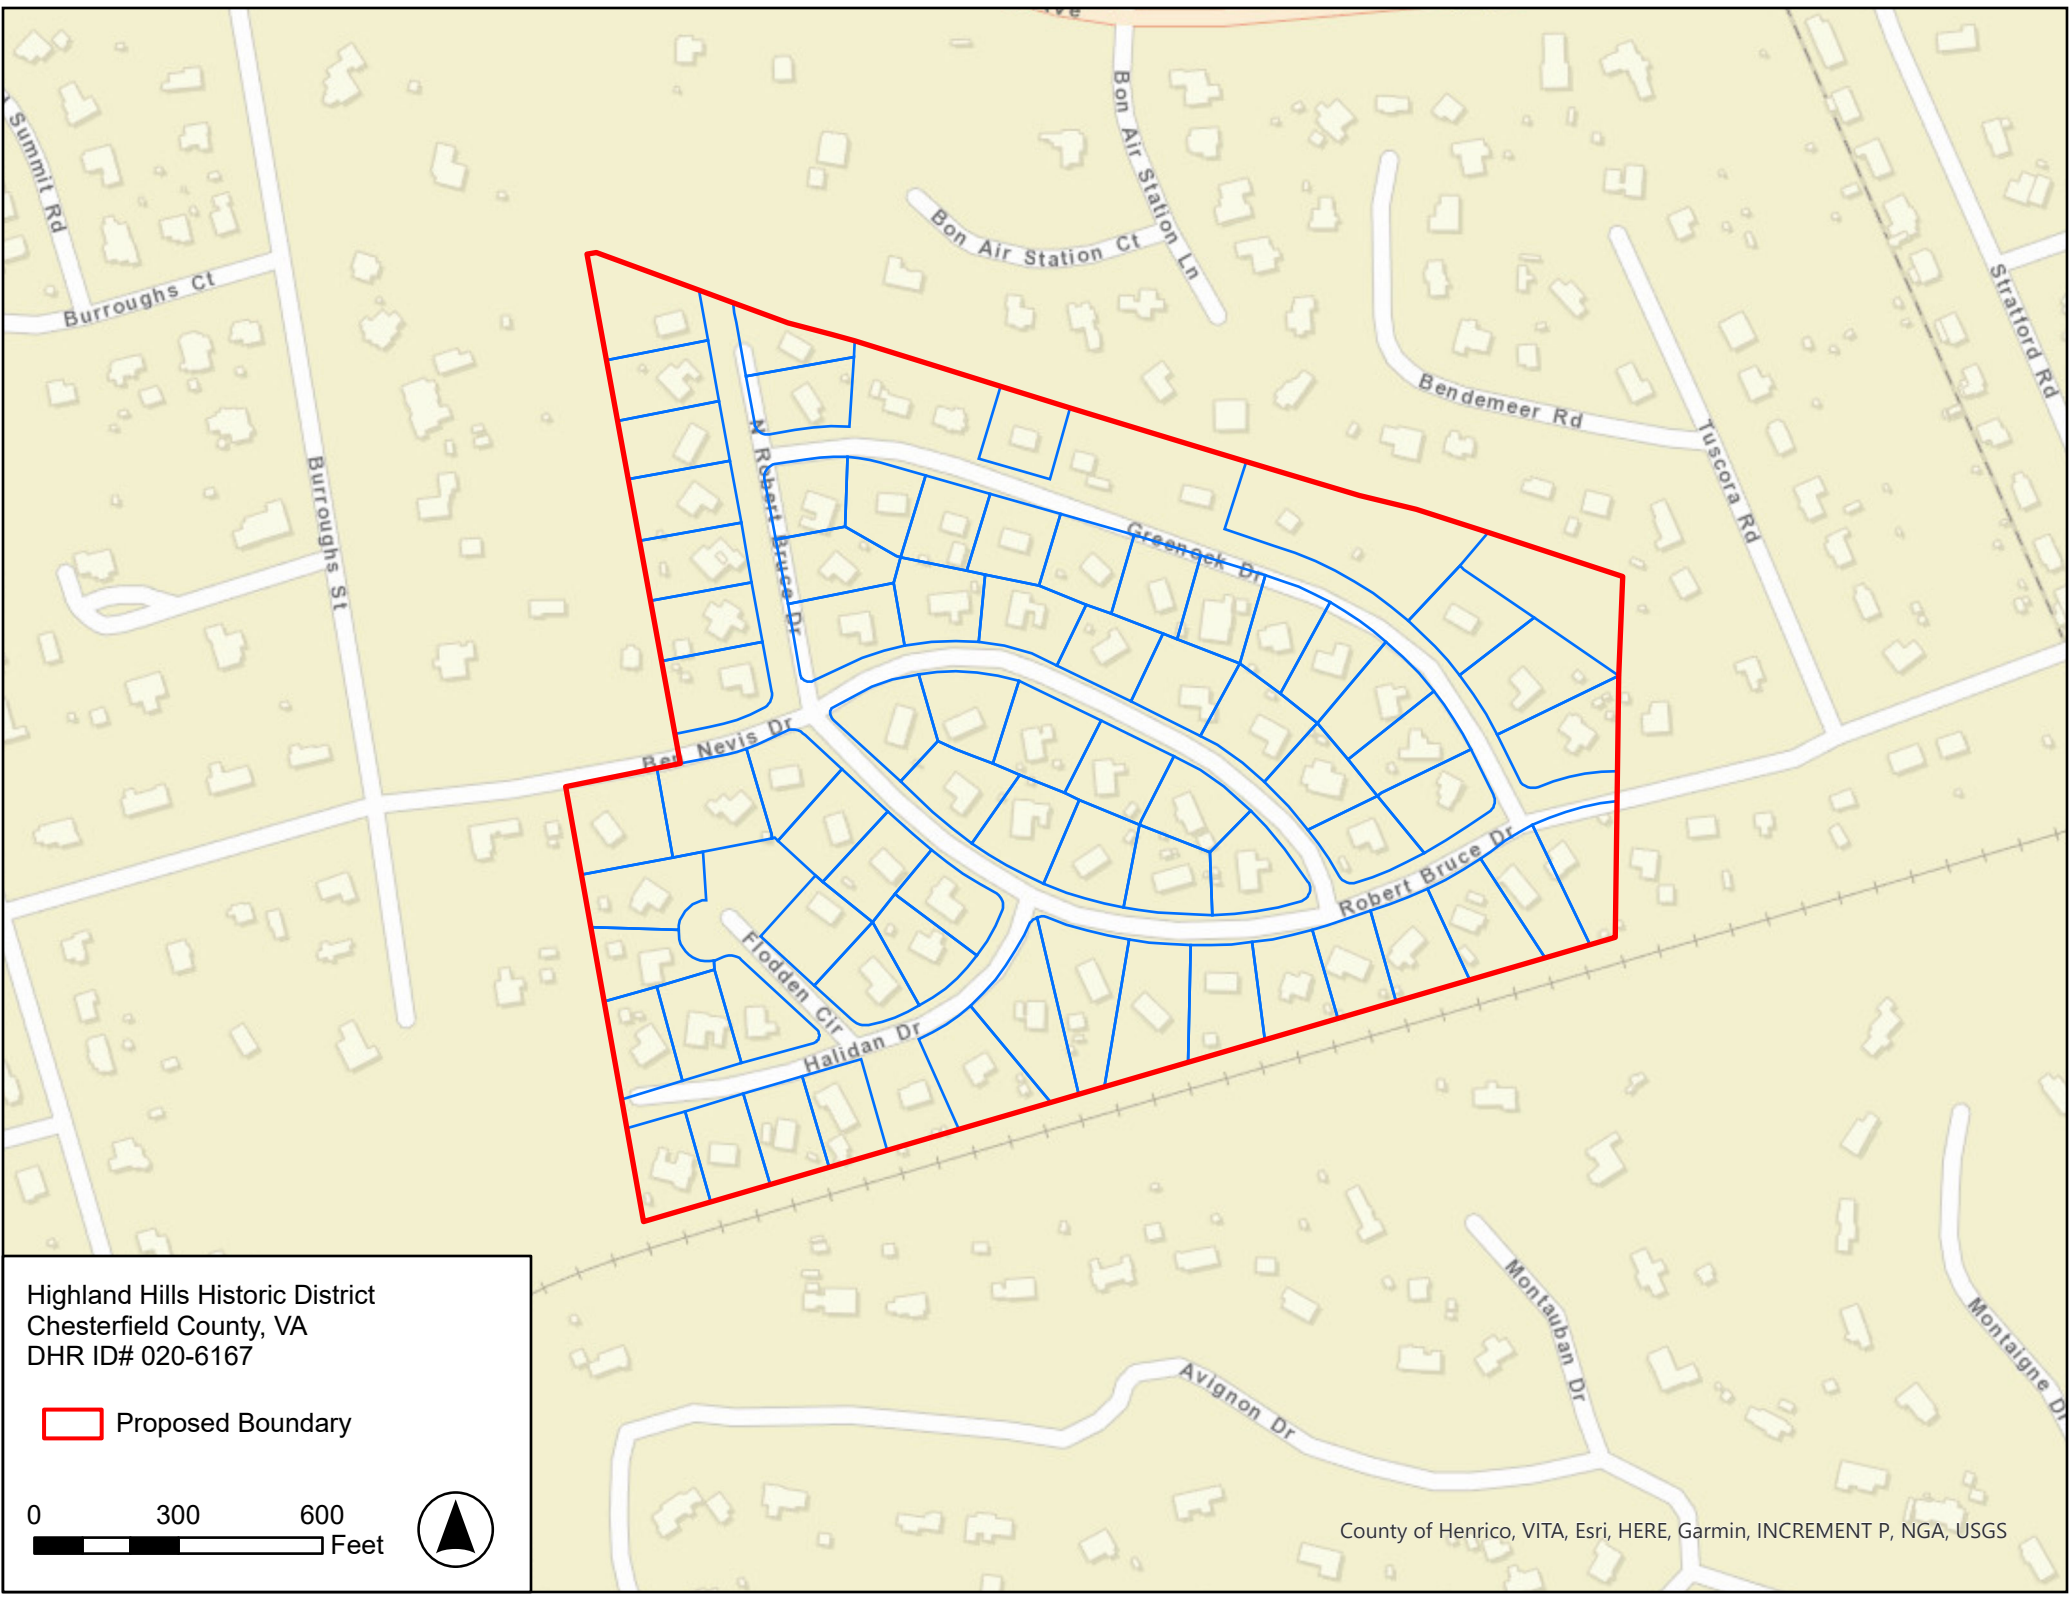 Summit Rd
Burroughs Ct
Burroughs St
Bon Air Station Ln
Bon Air Station Ct
Bendemeer Rd
Tuscora Rd
Stratford Rd
N Robert Bruce Dr
Greenock Dr
Ben Nevis Dr
Robert Bruce Dr
Flodden Cir
Halidan Dr
Montauban Dr
Montaigne Dr
Avignon Dr
Highland Hills Historic District
Chesterfield County, VA
DHR ID# 020-6167
Proposed Boundary
0 300 600
Feet
County of Henrico, VITA, Esri, HERE, Garmin, INCREMENT P, NGA, USGS